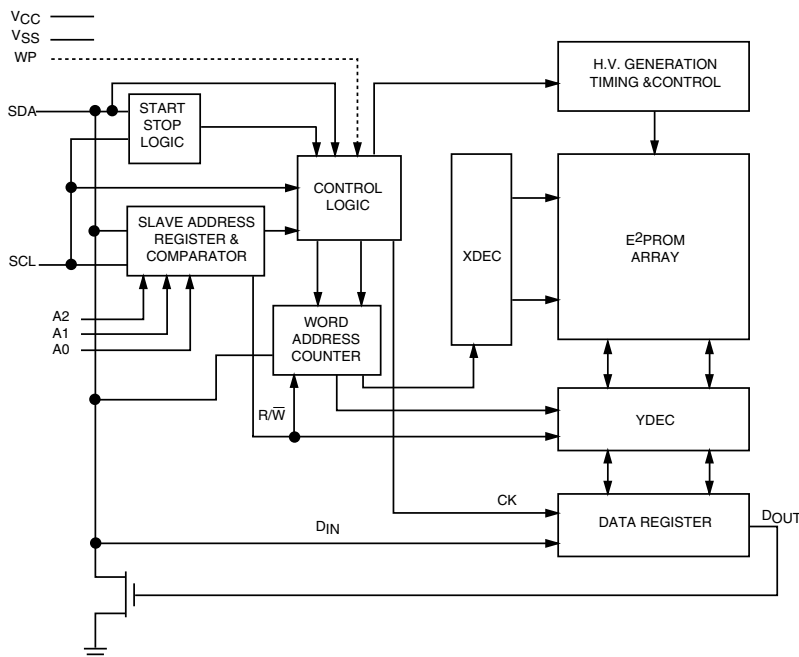 VCC
VSS
WP
SDA
START
STOP
LOGIC
H.V. GENERATION
TIMING &CONTROL
CONTROL
LOGIC
SLAVE ADDRESS
REGISTER &
COMPARATOR
SCL
XDEC
E2PROM
ARRAY
A2
A1
A0
WORD
ADDRESS
COUNTER
R/W̅
YDEC
CK
DIN
DATA REGISTER
DOUT